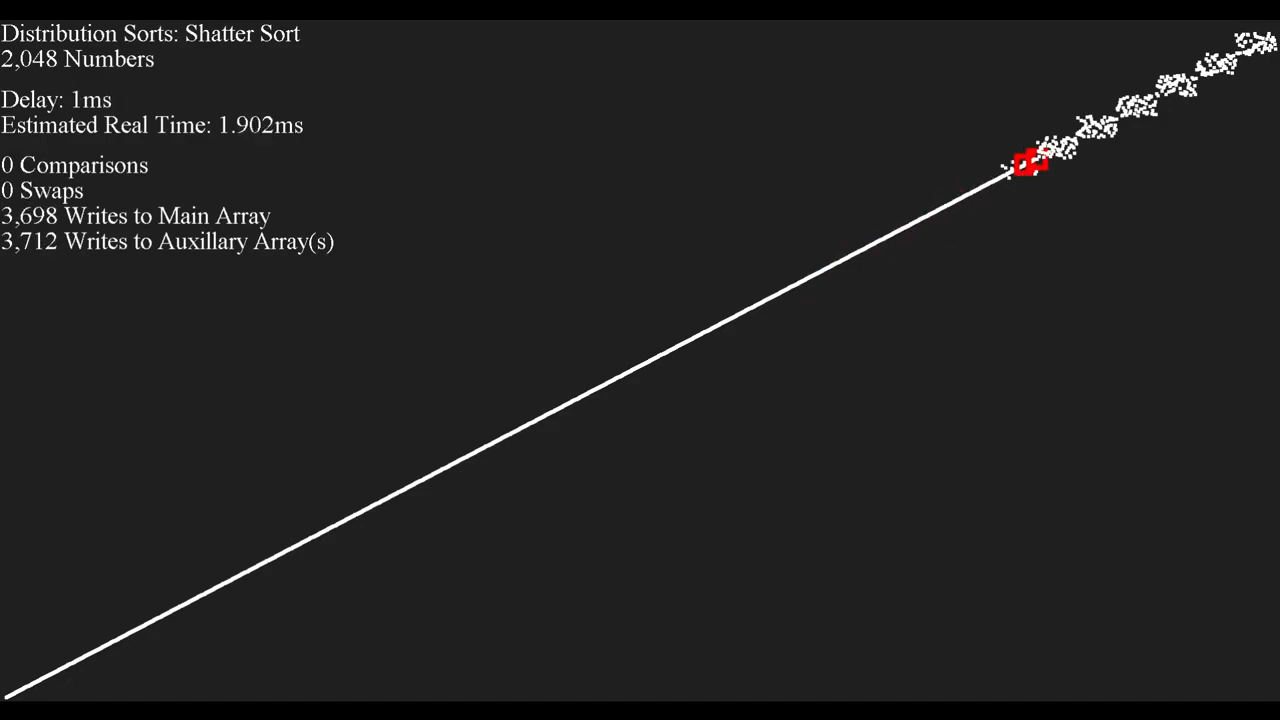 Distribution Sorts: Shatter Sort
2,048 Numbers
Delay: 1ms
Estimated Real Time: 1.902ms
0 Comparisons
0 Swaps
3,698 Writes to Main Array
3,712 Writes to Auxillary Array(s)